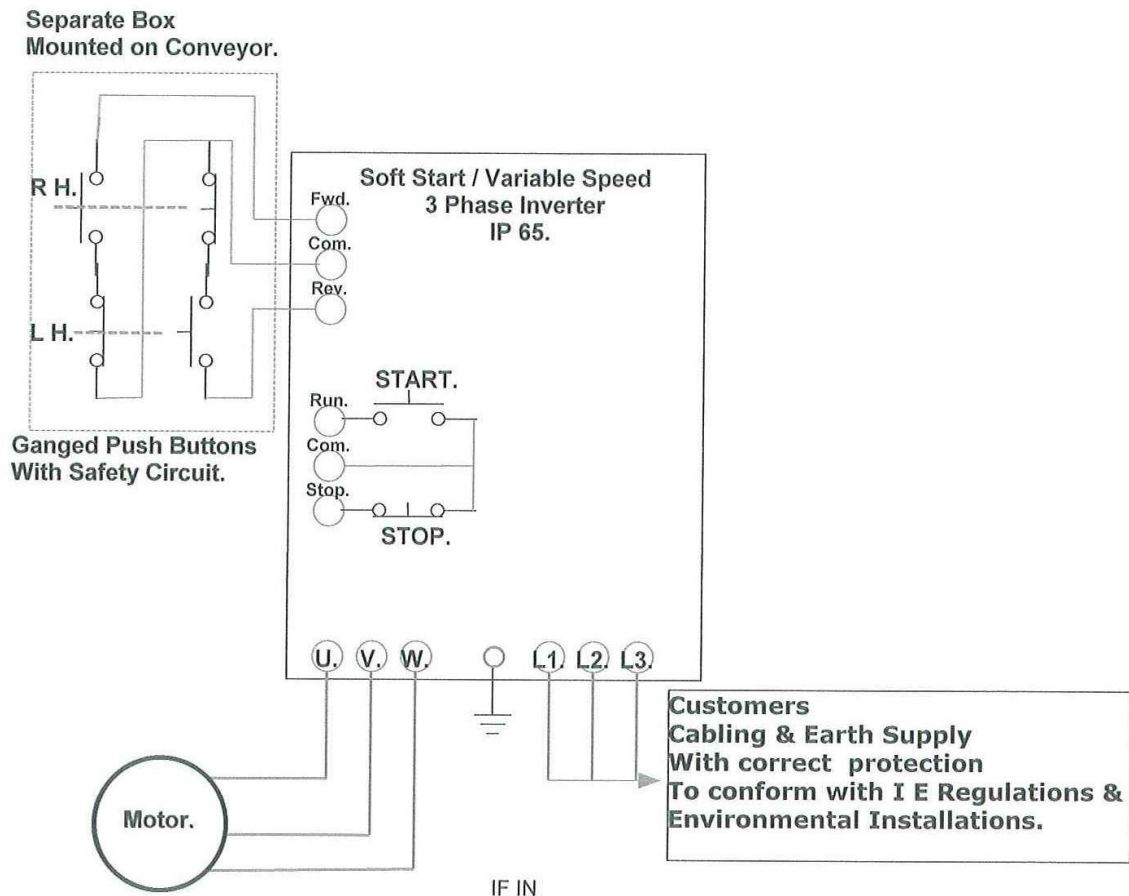 Separate Box
Mounted on Conveyor.
R H.
L H.
Ganged Push Buttons
With Safety Circuit.
Soft Start / Variable Speed
3 Phase Inverter
IP 65.
Fwd.
Com.
Rev.
START.
Run.
Com.
Stop.
STOP.
U. V. W. L1. L2. L3.
Motor.
Customers
Cabling & Earth Supply
With correct protection
To conform with I E Regulations &
Environmental Installations.
IF IN